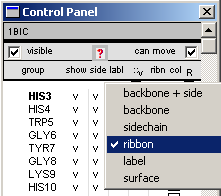 Control Panel
1BIC
visible ? can move
group show side labl ::v ribn col R
HIS3 v v
HIS4 v v
TRP5 v v
GLY6 v v
TYR7 v v
GLY8 v v
LYS9 v v
HIS10 v v
backbone + side
backbone
sidechain
ribbon
label
surface